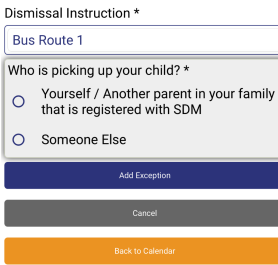 Dismissal Instruction *
Bus Route 1
Who is picking up your child? *
Yourself / Another parent in your family
that is registered with SDM
Someone Else
Add Exception
Cancel
Back to Calendar